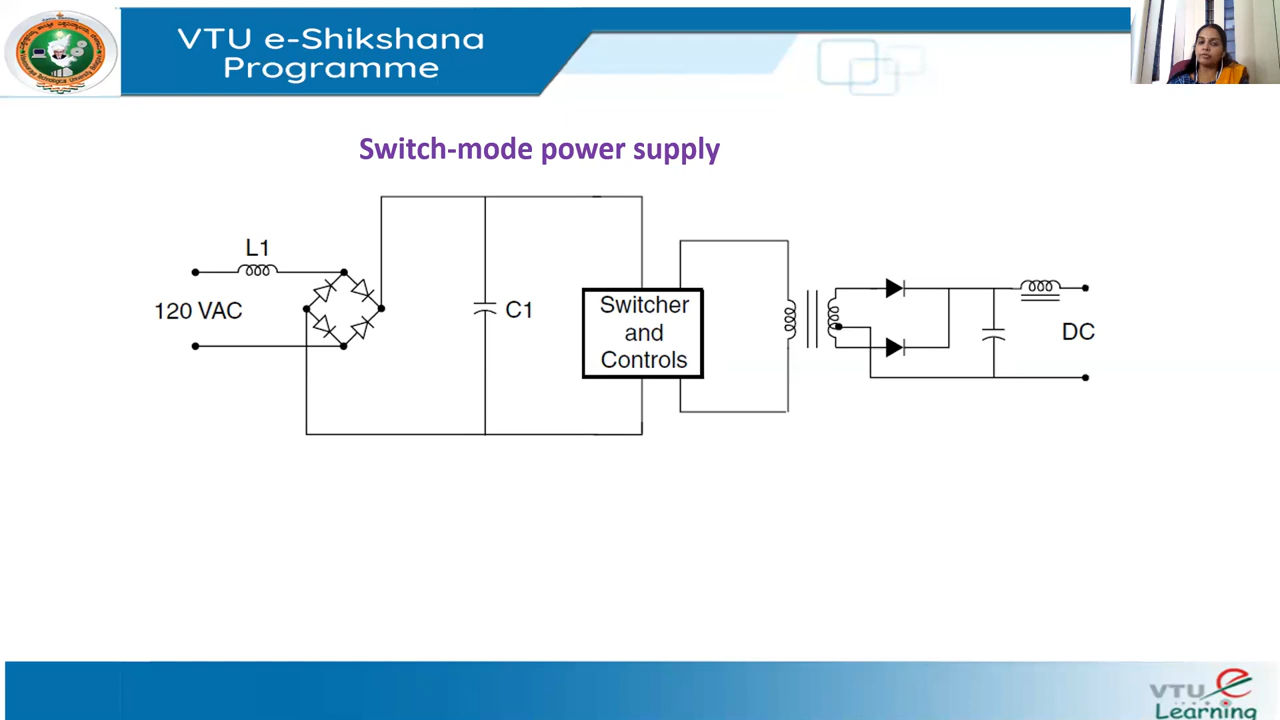 VTU e-Shikshana
Programme
Switch-mode power supply
L1
120 VAC
C1
Switcher
and
Controls
DC
VTU
Learning